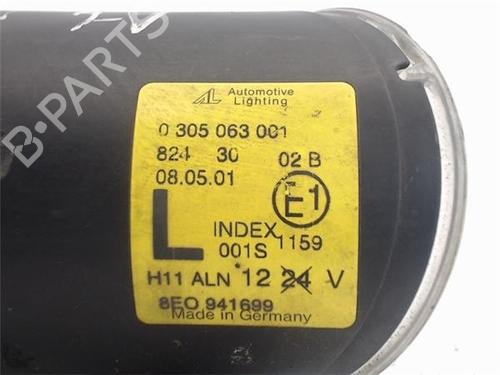 B-PARTS
AL Automotive
Lighting
0 305 063 001
824 30 02 B
08.05.01
E1
L INDEX 1159
001S
H11 ALN 12 24 V
8EO 941699
Made in Germany